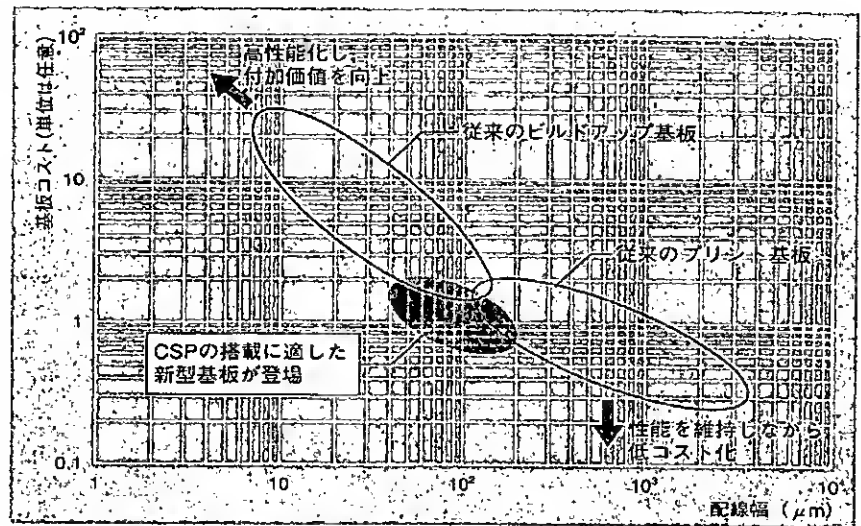 基板コスト(単位は任意)
10²
10
1
0.1
高性能化し
付加価値を向上
従来のビルドアップ基板
従来のプリント基板
CSPの搭載に適した
新型基板が登場
性能を維持しながら
低コスト化
1
10
10²
10³
10
配線幅 (μm)